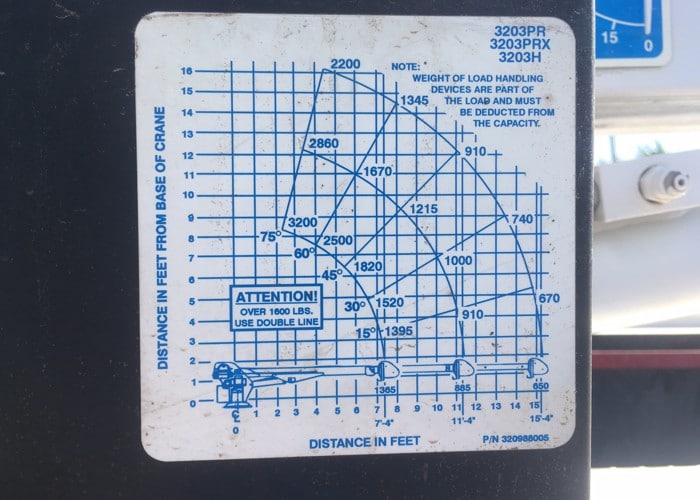 3203PR
3203PRX
3203H
NOTE:
WEIGHT OF LOAD HANDLING
DEVICES ARE PART OF
THE LOAD AND MUST
BE DEDUCTED FROM
THE CAPACITY.
15 0
DISTANCE IN FEET FROM BASE OF CRANE
16
15
14
13
12
11
10
9
8
7
6
5
4
3
2
1
0
2200
1345
2860
910
1670
1215
3200
740
75°
2500
60°
1820
1000
45°
1520
670
30°
910
1395
15°
ATTENTION!
OVER 1600 LBS.
USE DOUBLE LINE
1365 885 650
0 1 2 3 4 5 6 7 8 9 10 11 12 13 14 15
7'-4" 11'-4" 15'-4"
DISTANCE IN FEET
P/N 320988005